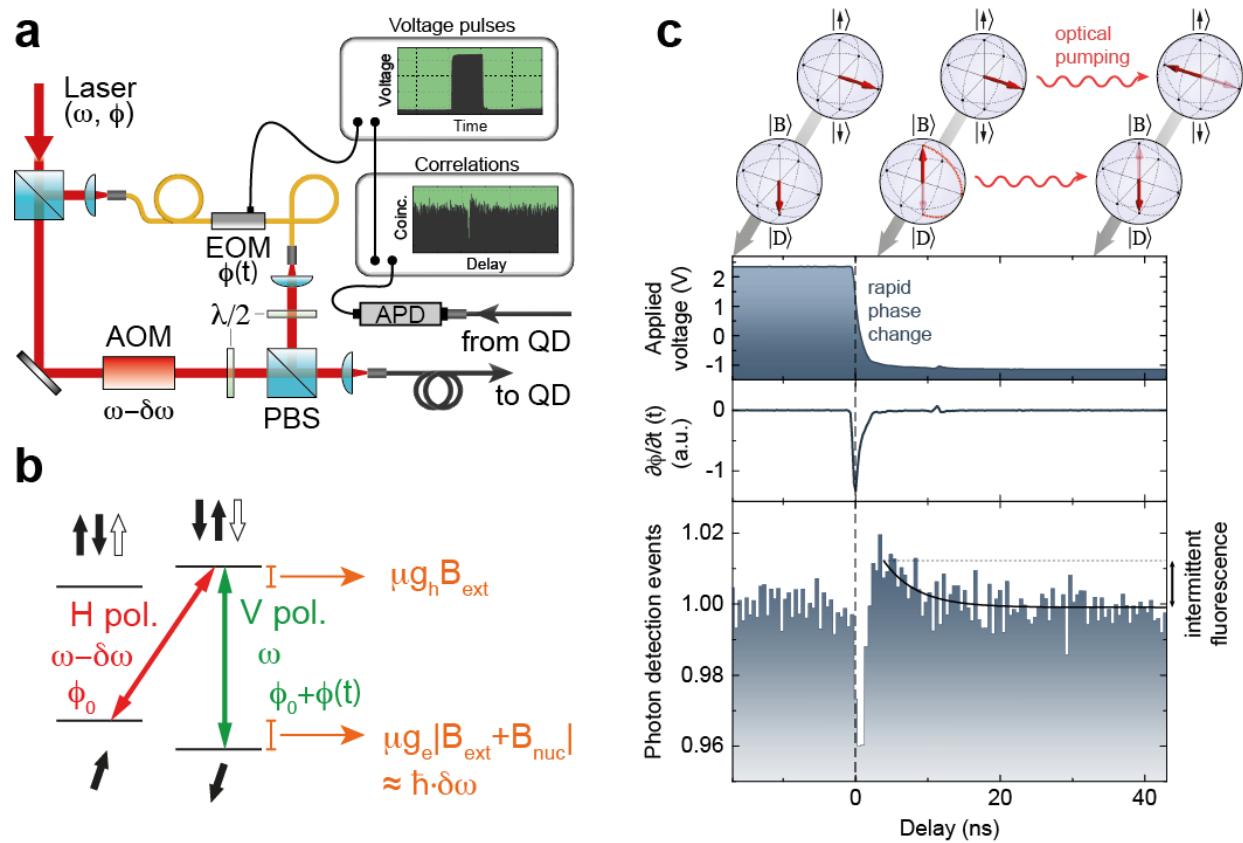 a
Voltage pulses
Voltage
Time
Laser
(ω, ϕ)
Correlations
Coinc.
Delay
EOM
ϕ(t)
λ/2
APD
from QD
AOM
ω−δω
PBS
to QD
b
H pol.
ω−δω
ϕ₀
V pol.
ω
ϕ₀+ϕ(t)
μgₕBₑₓₜ
μgₑ|Bₑₓₜ+Bₙᵤ𝒸|
≈ ħ·δω
c
|↑⟩
|↑⟩
|↑⟩
optical
pumping
|↓⟩
|↓⟩
|↓⟩
|B⟩
|B⟩
|B⟩
|D⟩
|D⟩
|D⟩
Applied
voltage (V)
2
1
0
-1
rapid
phase
change
∂ϕ/∂t (t)
(a.u.)
0
-1
Photon detection events
1.02
1.00
0.98
0.96
intermittent
fluorescence
0
20
40
Delay (ns)